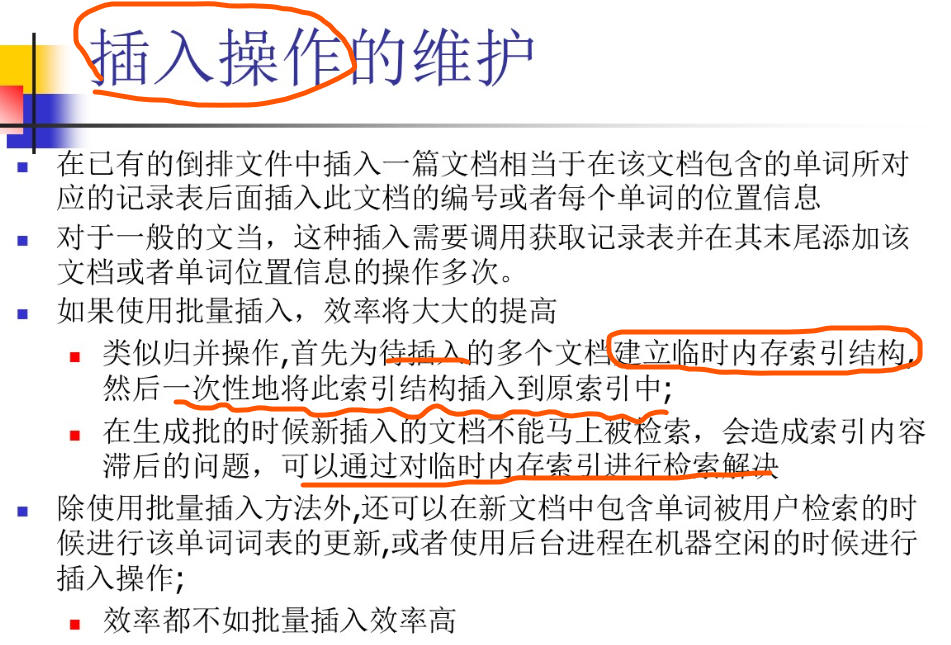 插入操作的维护
在已有的倒排文件中插入一篇文档相当于在该文档包含的单词所对
应的记录表后面插入此文档的编号或者每个单词的位置信息
对于一般的文当，这种插入需要调用获取记录表并在其末尾添加该
文档或者单词位置信息的操作多次。
如果使用批量插入，效率将大大的提高
类似归并操作,首先为待插入的多个文档建立临时内存索引结构,
然后一次性地将此索引结构插入到原索引中;
在生成批的时候新插入的文档不能马上被检索，会造成索引内容
滞后的问题，可以通过对临时内存索引进行检索解决
除使用批量插入方法外,还可以在新文档中包含单词被用户检索的时
候进行该单词词表的更新,或者使用后台进程在机器空闲的时候进行
插入操作;
效率都不如批量插入效率高